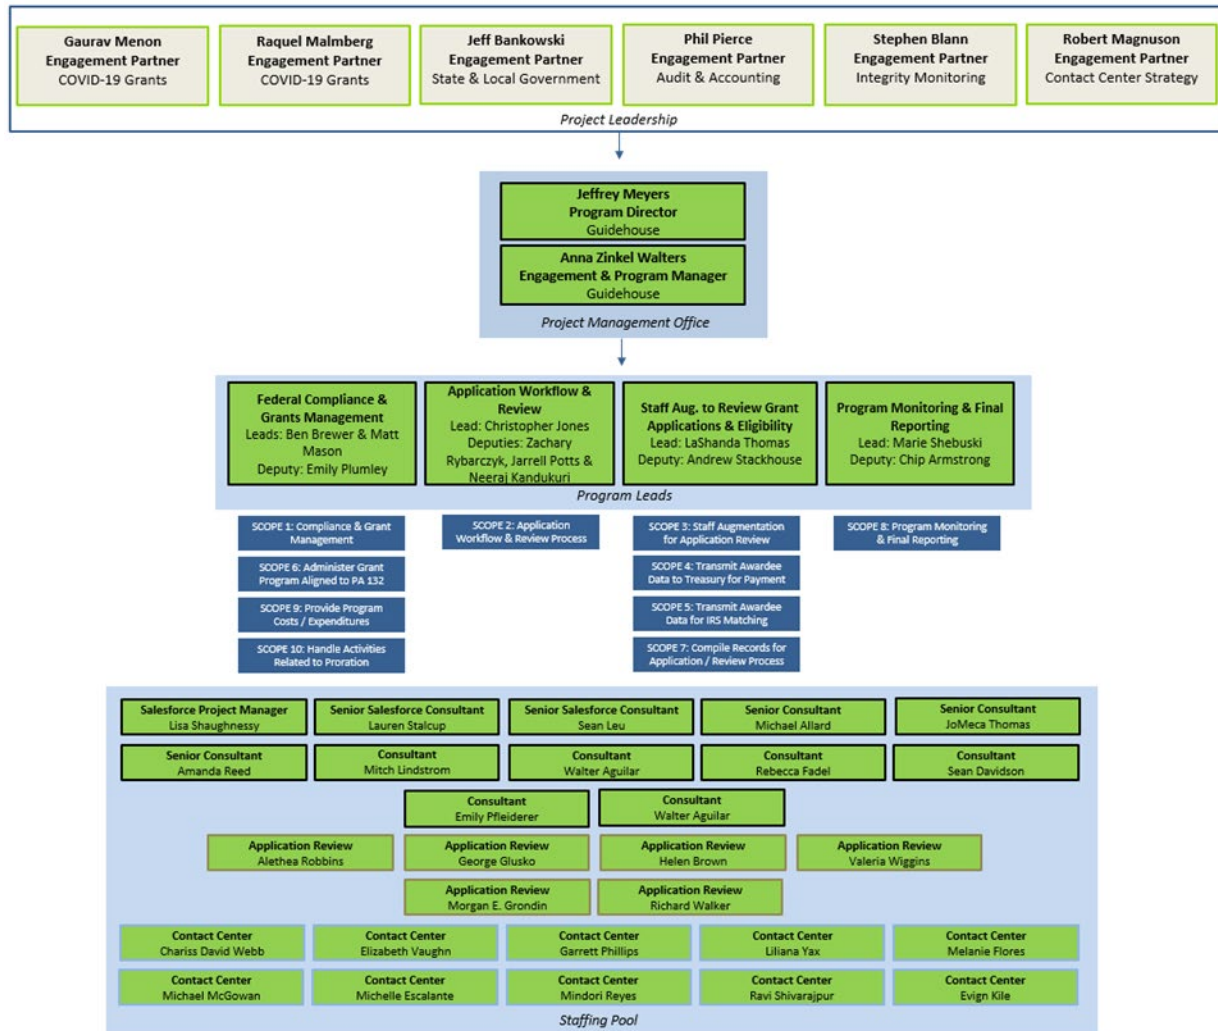 Gaurav Menon
Engagement Partner
COVID-19 Grants
Raquel Malmberg
Engagement Partner
COVID-19 Grants
Jeff Bankowski
Engagement Partner
State & Local Government
Phil Pierce
Engagement Partner
Audit & Accounting
Stephen Blann
Engagement Partner
Integrity Monitoring
Robert Magnuson
Engagement Partner
Contact Center Strategy
Project Leadership
Jeffrey Meyers
Program Director
Guidehouse
Anna Zinkel Walters
Engagement & Program Manager
Guidehouse
Project Management Office
Federal Compliance &
Grants Management
Leads: Ben Brewer & Matt
Mason
Deputy: Emily Plumley
Application Workflow &
Review
Lead: Christopher Jones
Deputies: Zachary
Rybarczyk, Jarrell Potts &
Neeraj Kandukuri
Staff Aug. to Review Grant
Applications & Eligibility
Lead: LaShanda Thomas
Deputy: Andrew Stackhouse
Program Monitoring & Final
Reporting
Lead: Marie Shebuski
Deputy: Chip Armstrong
Program Leads
SCOPE 1: Compliance & Grant
Management
SCOPE 6: Administer Grant
Program Aligned to PA 132
SCOPE 9: Provide Program
Costs / Expenditures
SCOPE 10: Handle Activities
Related to Proration
SCOPE 2: Application
Workflow & Review Process
SCOPE 3: Staff Augmentation
for Application Review
SCOPE 4: Transmit Awardee
Data to Treasury for Payment
SCOPE 5: Transmit Awardee
Data for IRS Matching
SCOPE 7: Compile Records for
Application / Review Process
SCOPE 8: Program Monitoring
& Final Reporting
Salesforce Project Manager
Lisa Shaughnessy
Senior Salesforce Consultant
Lauren Stalcup
Senior Salesforce Consultant
Sean Leu
Senior Consultant
Michael Allard
Senior Consultant
JoMeca Thomas
Senior Consultant
Amanda Reed
Consultant
Mitch Lindstrom
Consultant
Walter Aguilar
Consultant
Rebecca Fadel
Consultant
Sean Davidson
Consultant
Emily Pfleiderer
Consultant
Walter Aguilar
Application Review
Alethea Robbins
Application Review
George Glusko
Application Review
Helen Brown
Application Review
Valeria Wiggins
Application Review
Morgan E. Grondin
Application Review
Richard Walker
Contact Center
Chariss David Webb
Contact Center
Elizabeth Vaughn
Contact Center
Garrett Phillips
Contact Center
Liliana Yax
Contact Center
Melanie Flores
Contact Center
Michael McGowan
Contact Center
Michelle Escalante
Contact Center
Mindori Reyes
Contact Center
Ravi Shivarajpur
Contact Center
Evign Kile
Staffing Pool